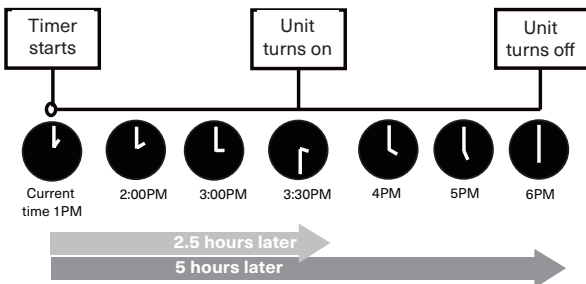 Timer
starts
Unit
turns on
Unit
turns off
Current
time 1PM
2:00PM
3:00PM
3:30PM
4PM
5PM
6PM
2.5 hours later
5 hours later